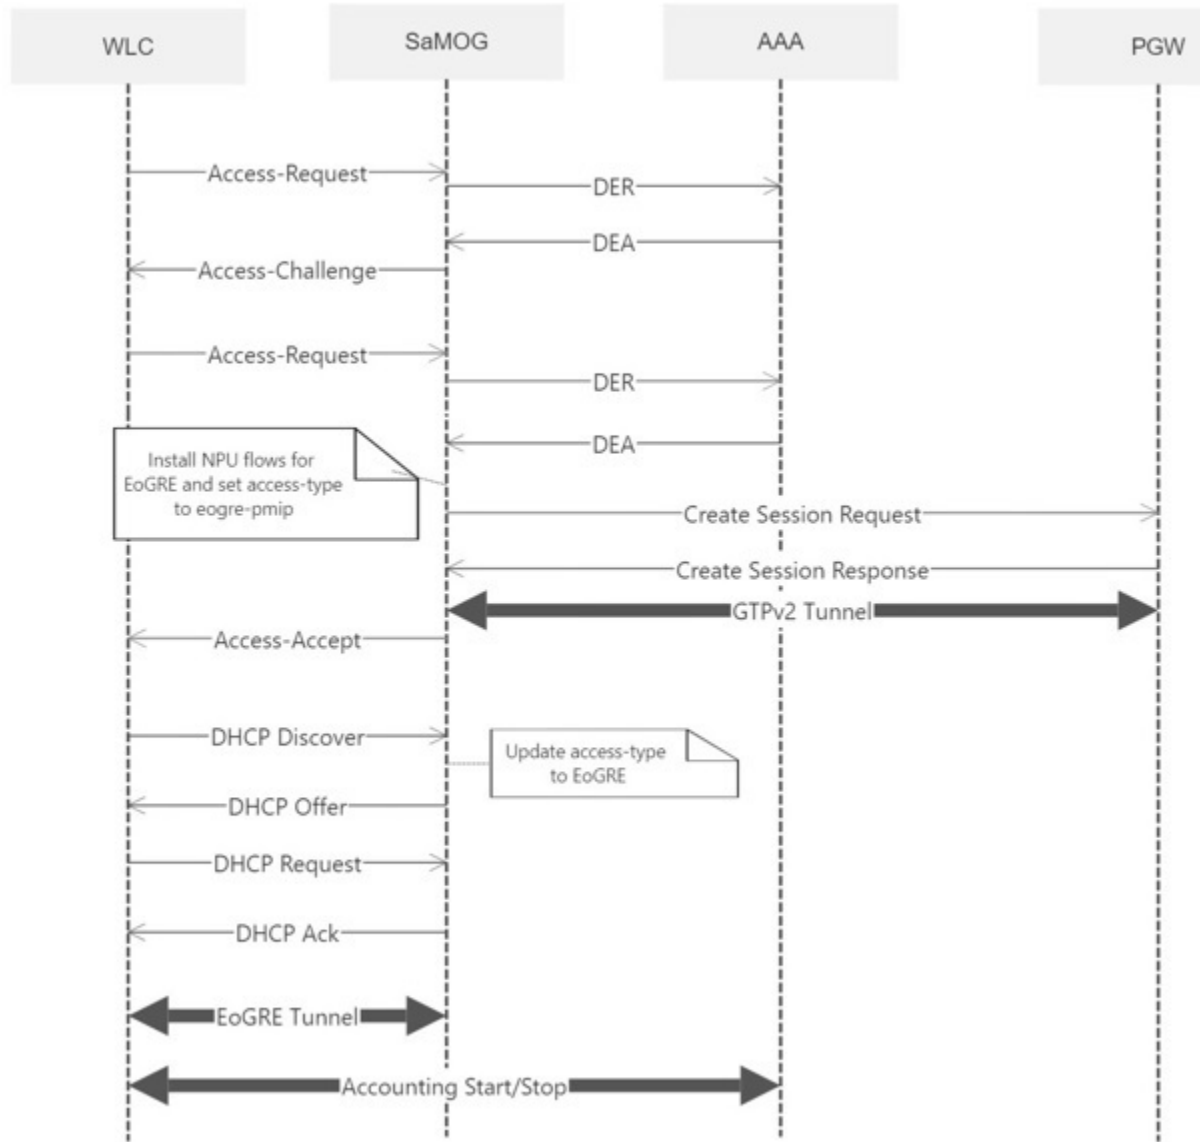 WLC
SaMOG
AAA
PGW
Access-Request
DER
DEA
Access-Challenge
Access-Request
DER
DEA
Install NPU flows for
EoGRE and set access-type
to eogre-pmip
Create Session Request
Create Session Response
GTPv2 Tunnel
Access-Accept
DHCP Discover
Update access-type
to EoGRE
DHCP Offer
DHCP Request
DHCP Ack
EoGRE Tunnel
Accounting Start/Stop